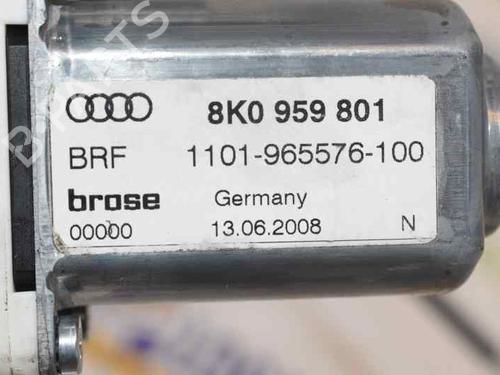 8K0 959 801
BRF 1101-965576-100
brose Germany
00000 13.06.2008 N